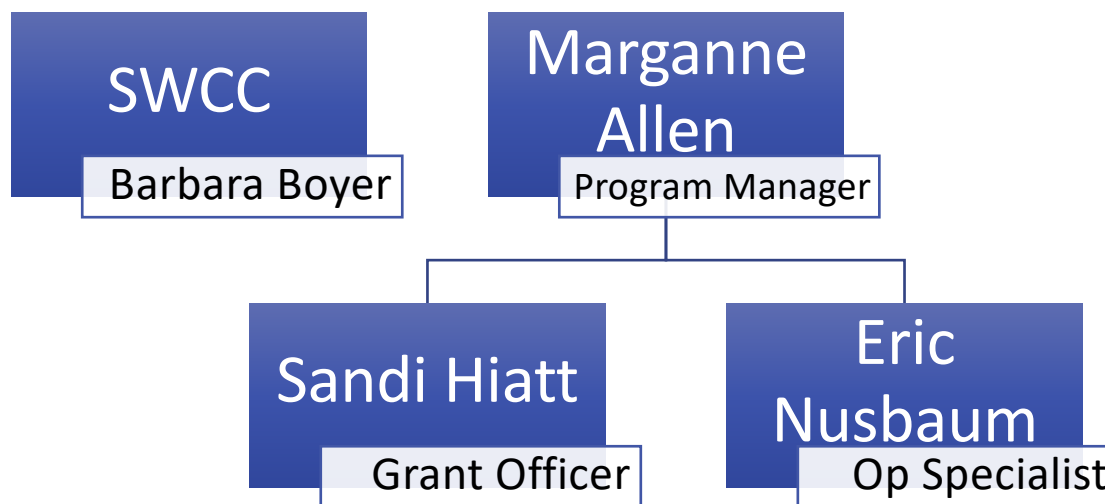 SWCC
Barbara Boyer
Marganne
Allen
Program Manager
Sandi Hiatt
Grant Officer
Eric
Nusbaum
Op Specialist